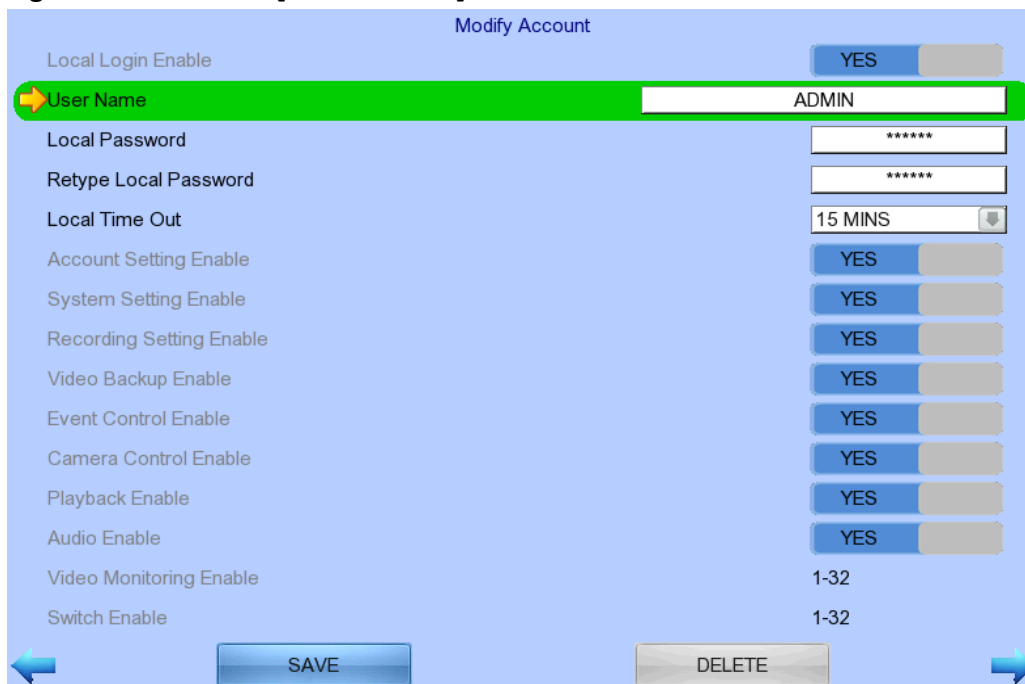 Modify Account
Local Login Enable YES
User Name ADMIN
Local Password ******
Retype Local Password ******
Local Time Out 15 MINS
Account Setting Enable YES
System Setting Enable YES
Recording Setting Enable YES
Video Backup Enable YES
Event Control Enable YES
Camera Control Enable YES
Playback Enable YES
Audio Enable YES
Video Monitoring Enable 1-32
Switch Enable 1-32
SAVE DELETE